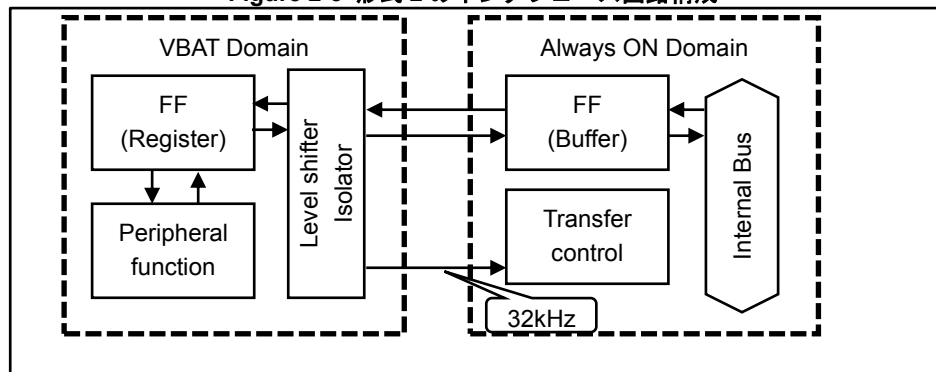 VBAT Domain
Always ON Domain
FF
(Register)
Level shifter
Isolator
FF
(Buffer)
Internal Bus
Peripheral
function
Transfer
control
32kHz